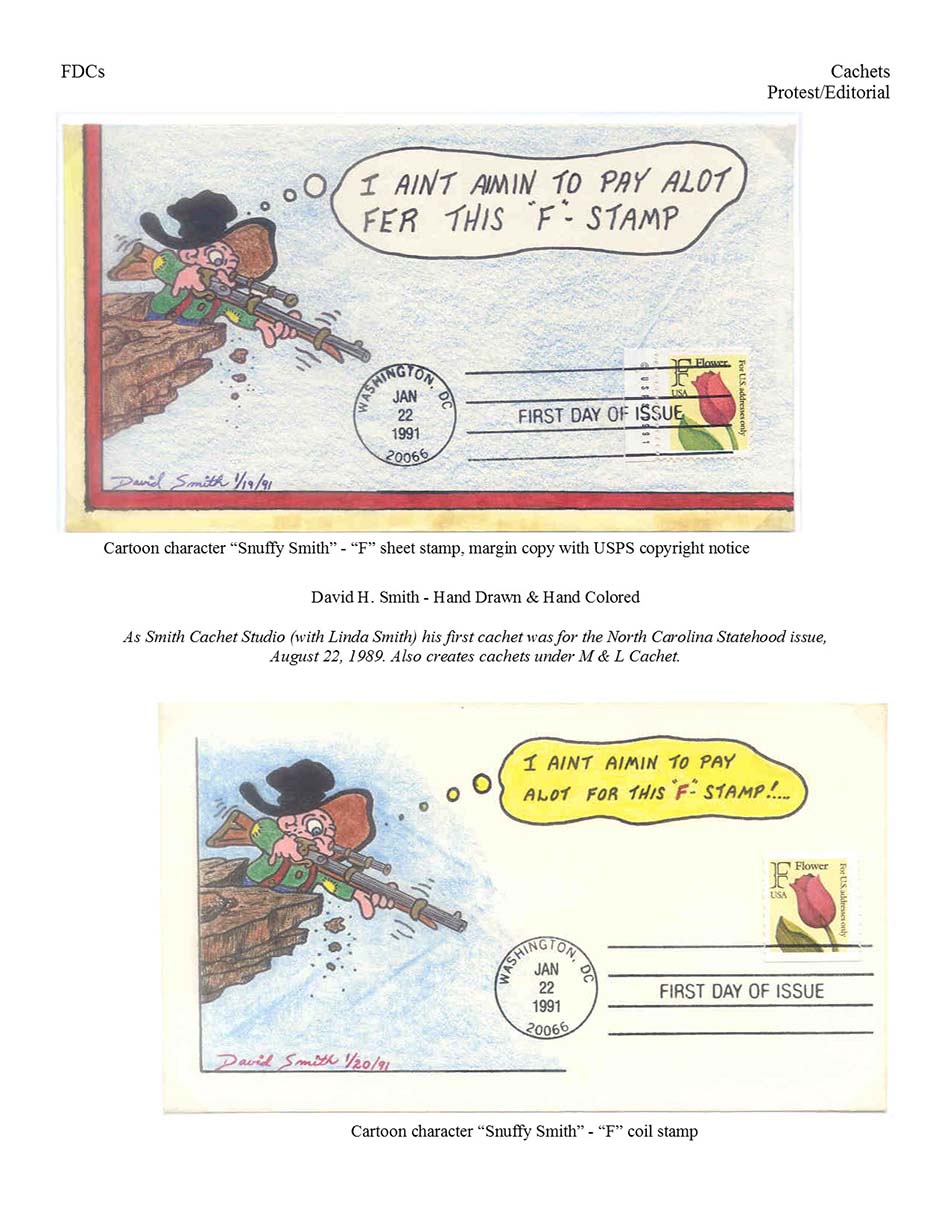 FDCs
Cachets
Protest/Editorial
I AINT AIMIN TO PAY ALOT
FER THIS "F"- STAMP
WASHINGTON, DC
JAN
22
1991
20066
FIRST DAY OF ISSUE
F Flower
USA
For U.S. addresses only
David Smith 1/19/91
Cartoon character “Snuffy Smith” - “F” sheet stamp, margin copy with USPS copyright notice
David H. Smith - Hand Drawn & Hand Colored
As Smith Cachet Studio (with Linda Smith) his first cachet was for the North Carolina Statehood issue,
August 22, 1989. Also creates cachets under M & L Cachet.
I AINT AIMIN TO PAY
ALOT FOR THIS "F"- STAMP!...
F Flower
USA
For U.S. addresses only
WASHINGTON, DC
JAN
22
1991
20066
FIRST DAY OF ISSUE
David Smith 1/20/91
Cartoon character “Snuffy Smith” - “F” coil stamp